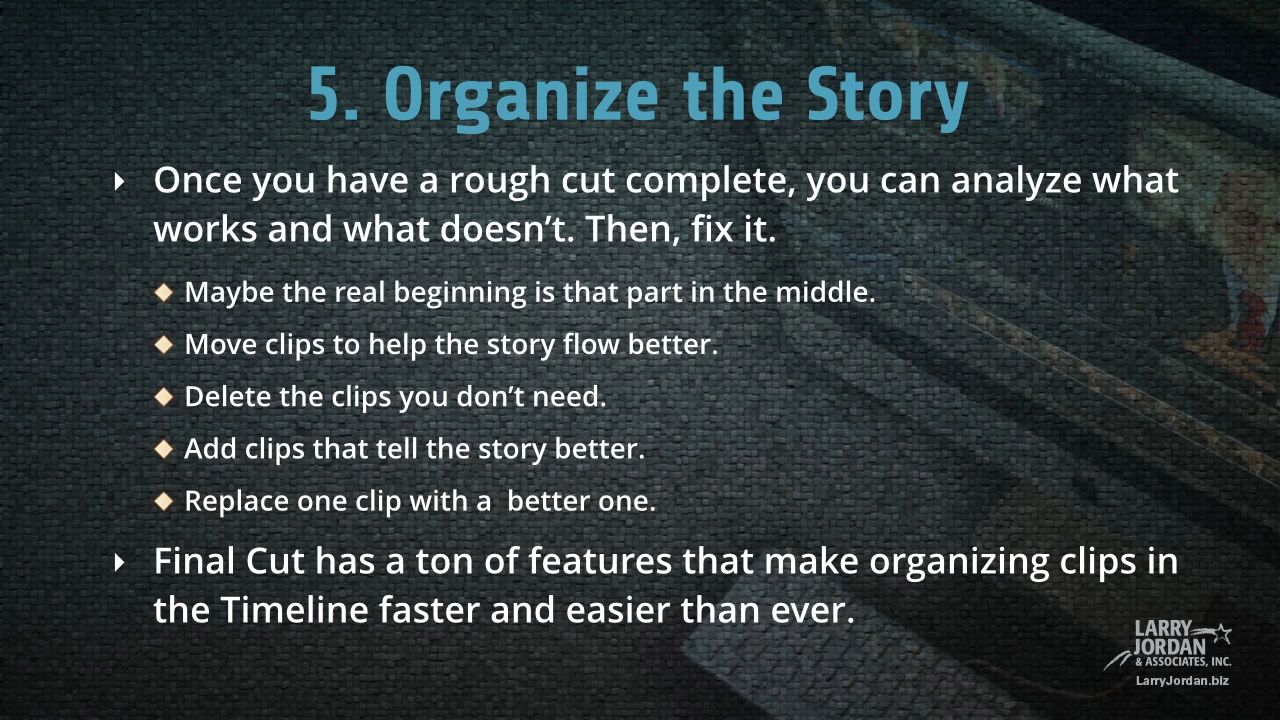 5. Organize the Story
Once you have a rough cut complete, you can analyze what
works and what doesn’t. Then, fix it.
Maybe the real beginning is that part in the middle.
Move clips to help the story flow better.
Delete the clips you don’t need.
Add clips that tell the story better.
Replace one clip with a  better one.
Final Cut has a ton of features that make organizing clips in
the Timeline faster and easier than ever.
LARRY
JORDAN
& ASSOCIATES, INC.
LarryJordan.biz